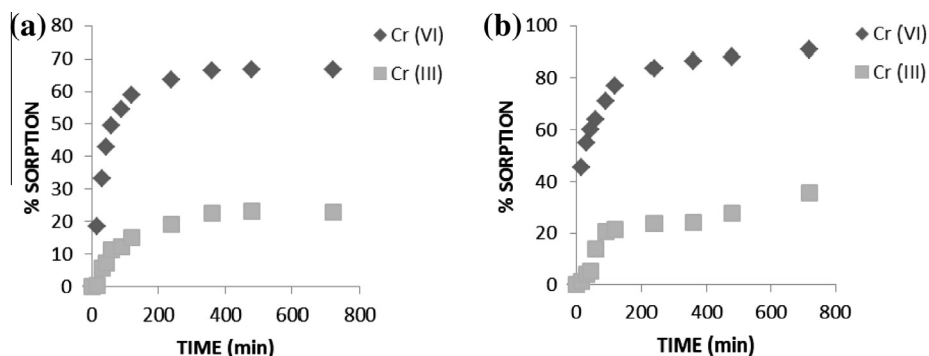 (a)
80
70
60
50
40
30
20
10
0
% SORPTION
0 200 400 600 800
TIME (min)
Cr (VI)
Cr (III)
(b)
100
80
60
40
20
0
% SORPTION
0 200 400 600 800
TIME (min)
Cr (VI)
Cr (III)